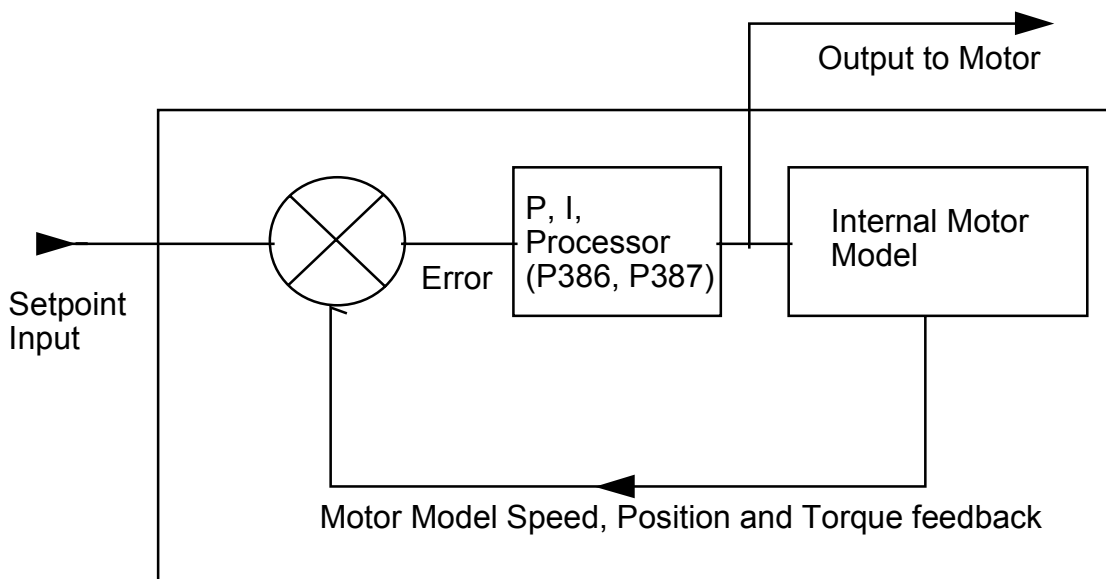 Output to Motor
P, I,
Processor
(P386, P387)
Internal Motor
Model
Error
Setpoint
Input
Motor Model Speed, Position and Torque feedback